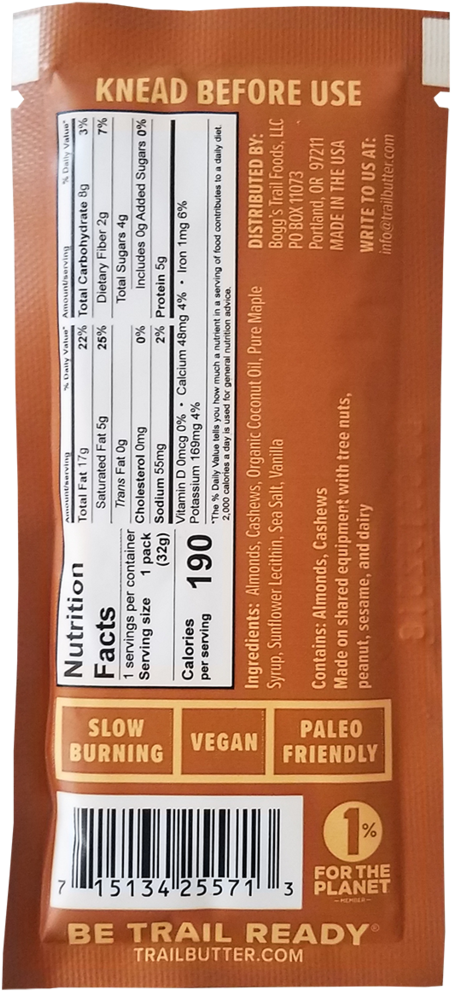 KNEAD BEFORE USE
Nutrition
Facts
1 servings per container
Serving size 1 pack
(32g)
Calories
per serving 190
Amount/serving % Daily Value*
Total Fat 17g 22%
Saturated Fat 5g 25%
Trans Fat 0g
Cholesterol 0mg 0%
Sodium 55mg 2%
Amount/serving % Daily Value*
Total Carbohydrate 8g 3%
Dietary Fiber 2g 7%
Total Sugars 4g
Includes 0g Added Sugars 0%
Protein 5g
Vitamin D 0mcg 0% • Calcium 48mg 4% • Iron 1mg 6%
Potassium 169mg 4%
*The % Daily Value tells you how much a nutrient in a serving of food contributes to a daily diet.
2,000 calories a day is used for general nutrition advice.
Ingredients: Almonds, Cashews, Organic Coconut Oil, Pure Maple
Syrup, Sunflower Lecithin, Sea Salt, Vanilla
Contains: Almonds, Cashews
Made on shared equipment with tree nuts,
peanut, sesame, and dairy
DISTRIBUTED BY:
Bogg's Trail Foods, LLC
PO BOX 11073
Portland, OR 97211
MADE IN THE USA
WRITE TO US AT:
info@trailbutter.com
SLOW
BURNING
VEGAN
PALEO
FRIENDLY
7 15134 25571 3
1%
FOR THE
PLANET
MEMBER
BE TRAIL READY®
TRAILBUTTER.COM